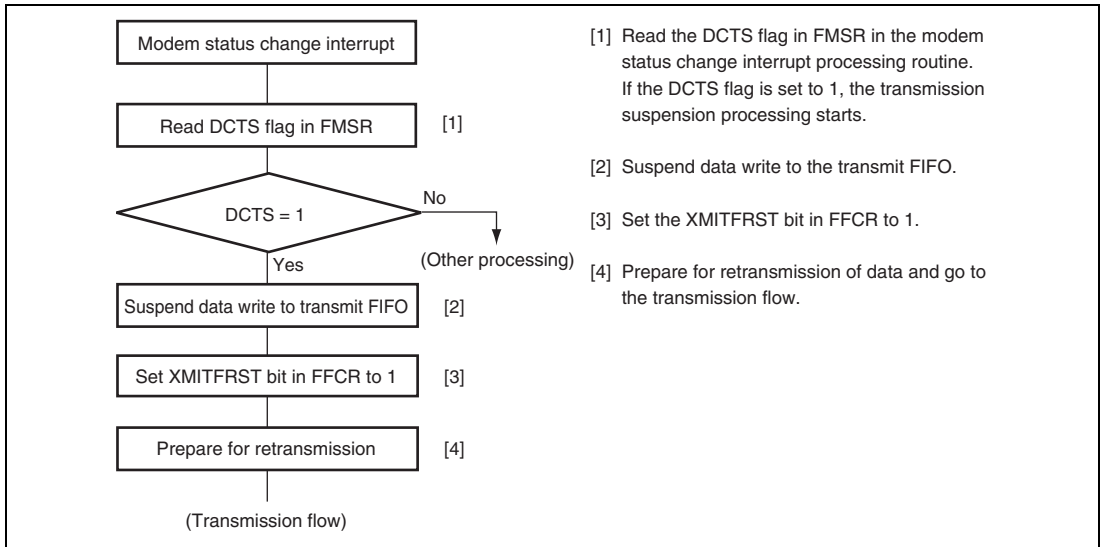 Modem status change interrupt
Read DCTS flag in FMSR [1]
DCTS = 1
No
(Other processing)
Yes
Suspend data write to transmit FIFO [2]
Set XMITFRST bit in FFCR to 1 [3]
Prepare for retransmission [4]
(Transmission flow)
[1] Read the DCTS flag in FMSR in the modem
status change interrupt processing routine.
If the DCTS flag is set to 1, the transmission
suspension processing starts.
[2] Suspend data write to the transmit FIFO.
[3] Set the XMITFRST bit in FFCR to 1.
[4] Prepare for retransmission of data and go to
the transmission flow.